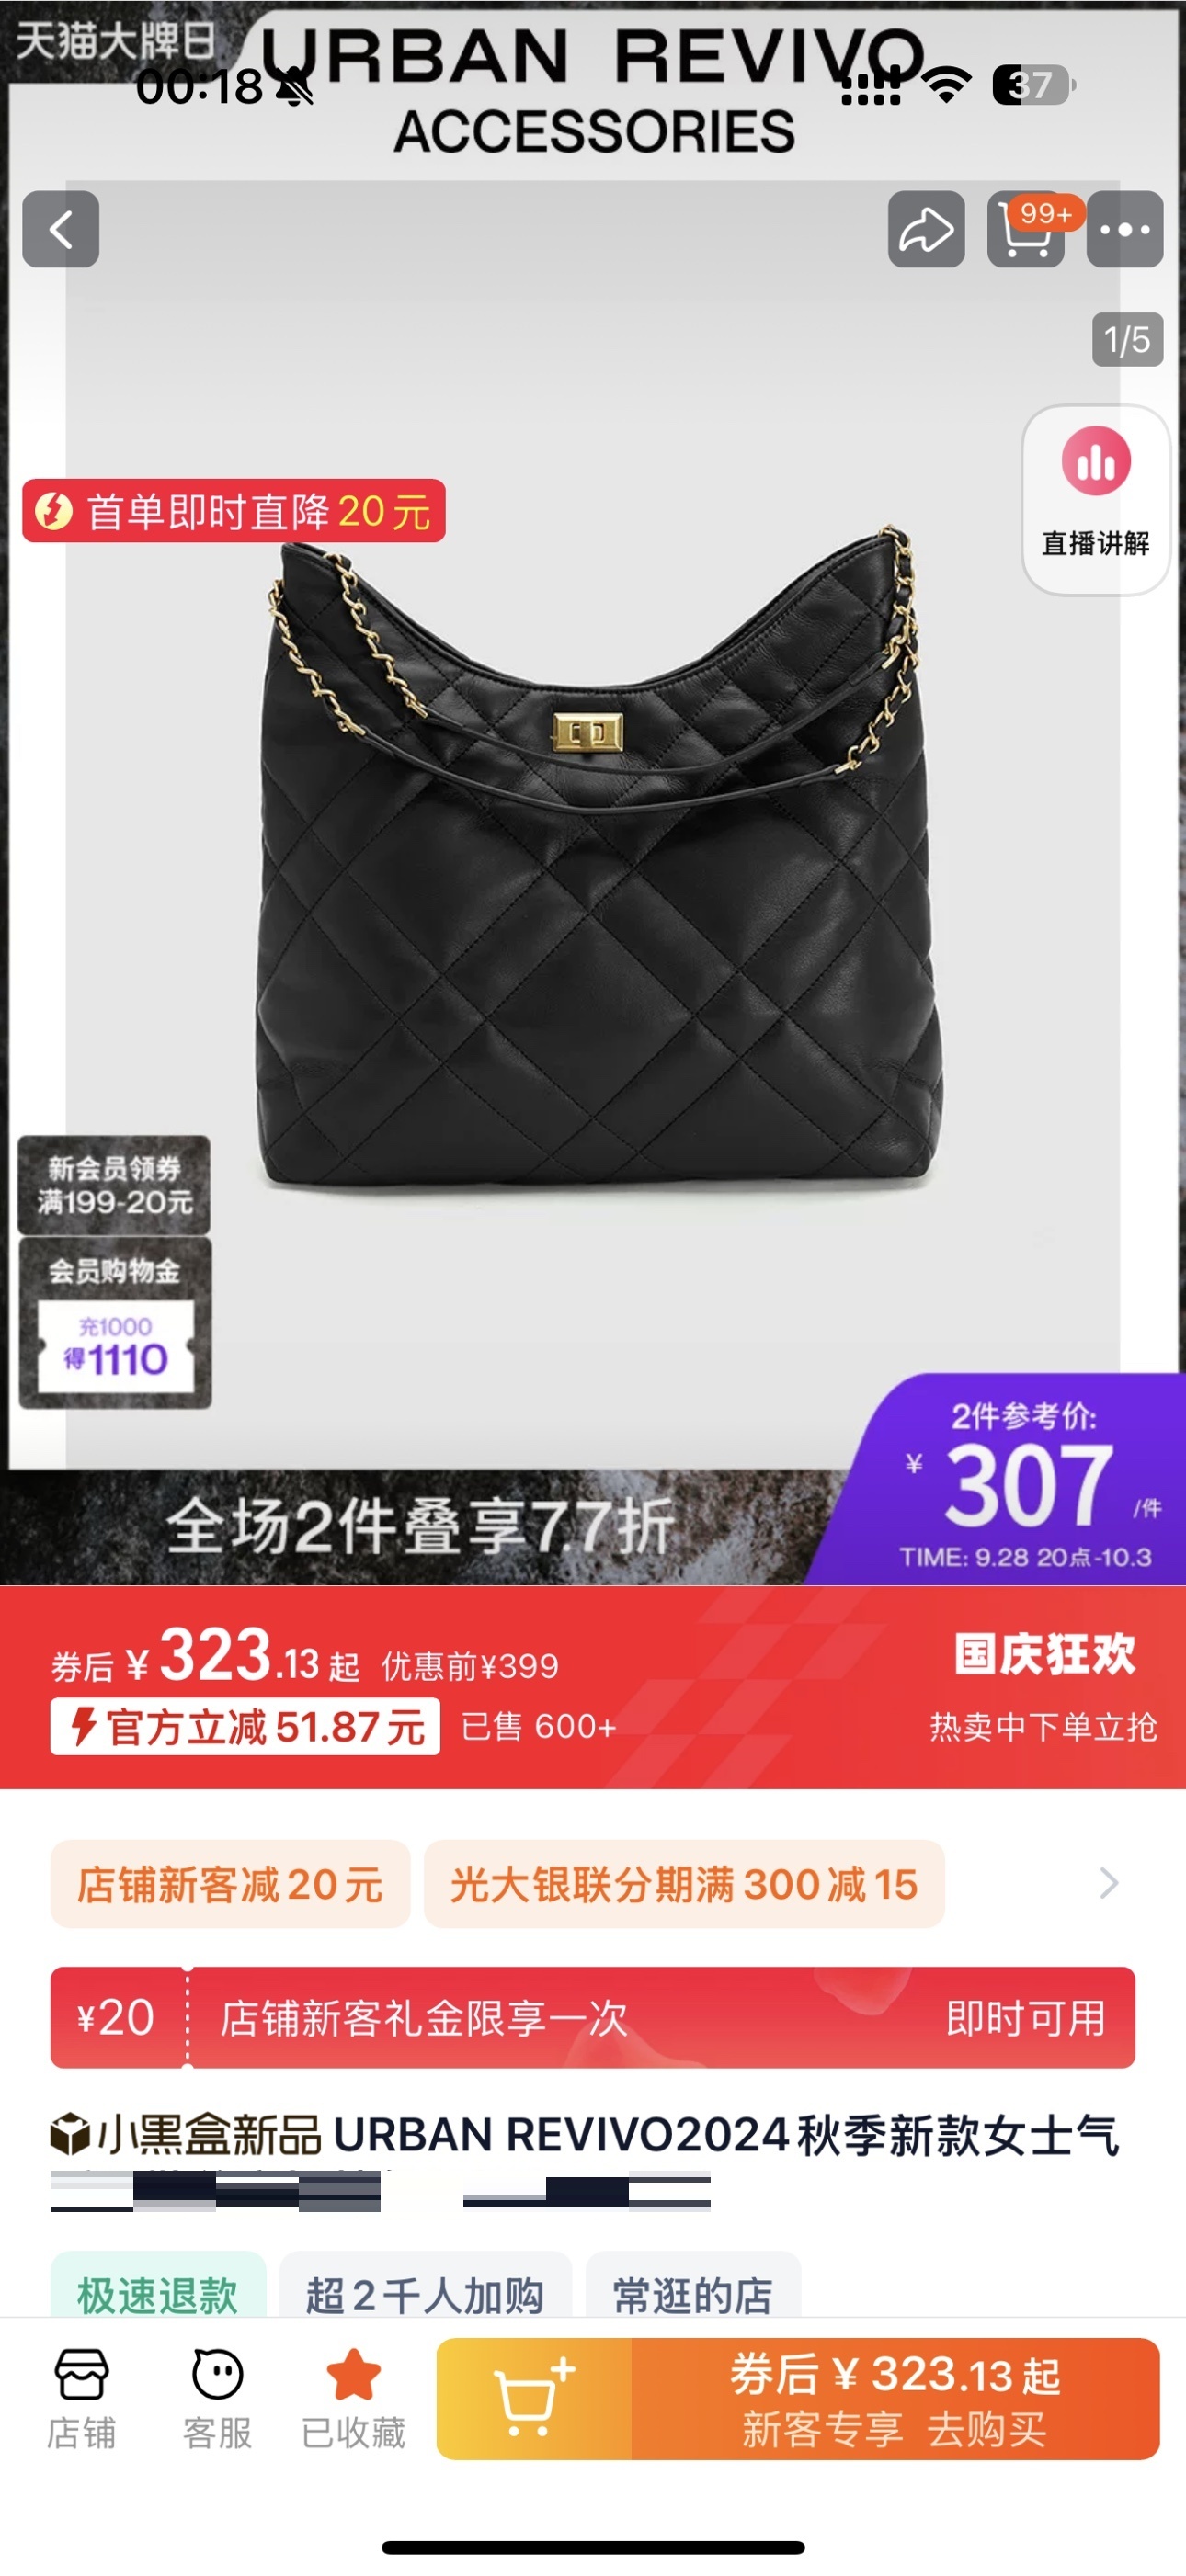 天猫大牌日
URBAN REVIVO
00:18
37
ACCESSORIES
99+
1/5
直播讲解
首单即时直降20元
新会员领券
满199-20元
会员购物金
充1000
得1110
2件参考价:
¥307/件
TIME: 9.28 20点-10.3
全场2件叠享7.7折
券后¥323.13起 优惠前¥399
国庆狂欢
官方立减51.87元 已售 600+
热卖中下单立抢
店铺新客减20元 光大银联分期满300减15
¥20 店铺新客礼金限享一次 即时可用
小黑盒新品 URBAN REVIVO2024秋季新款女士气
极速退款 超2千人加购 常逛的店
券后¥323.13起
新客专享 去购买
店铺 客服 已收藏